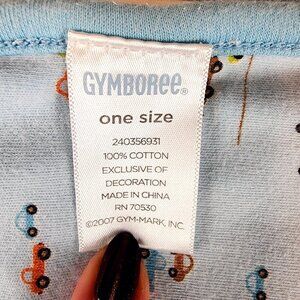 GYMBOREE®
one size
240356931
100% COTTON
EXCLUSIVE OF
DECORATION
MADE IN CHINA
RN 70530
©2007 GYM-MARK, INC.